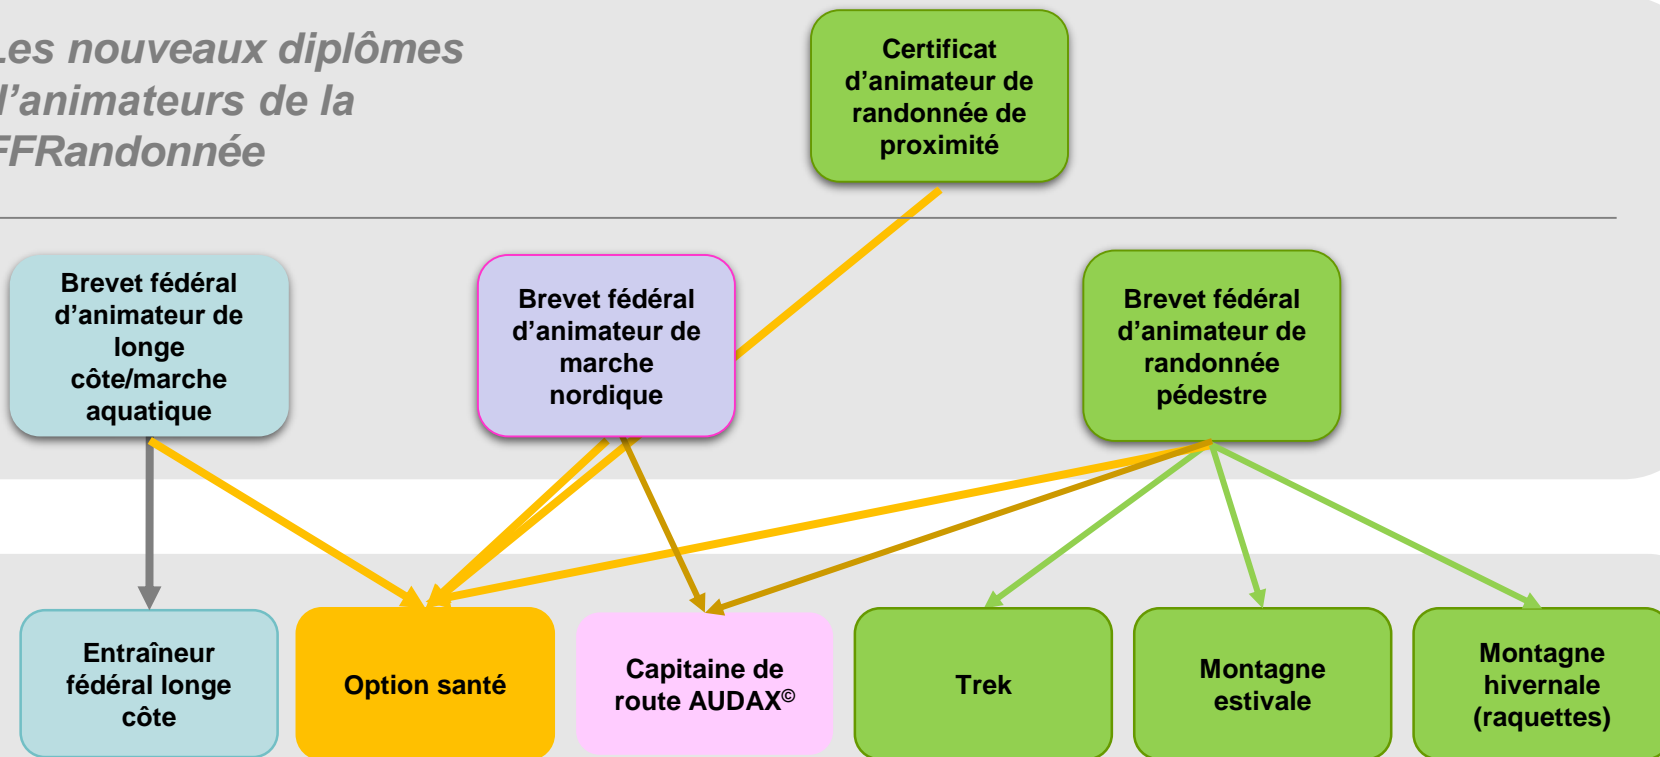 Les nouveaux diplômes
d’animateurs de la
FFRandonnée
Certificat
d’animateur de
randonnée de
proximité
Brevet fédéral
d’animateur de
longe
côte/marche
aquatique
Brevet fédéral
d’animateur de
marche
nordique
Brevet fédéral
d’animateur de
randonnée
pédestre
Entraîneur
fédéral longe
côte
Option santé
Capitaine de
route AUDAX©
Trek
Montagne
estivale
Montagne
hivernale
(raquettes)